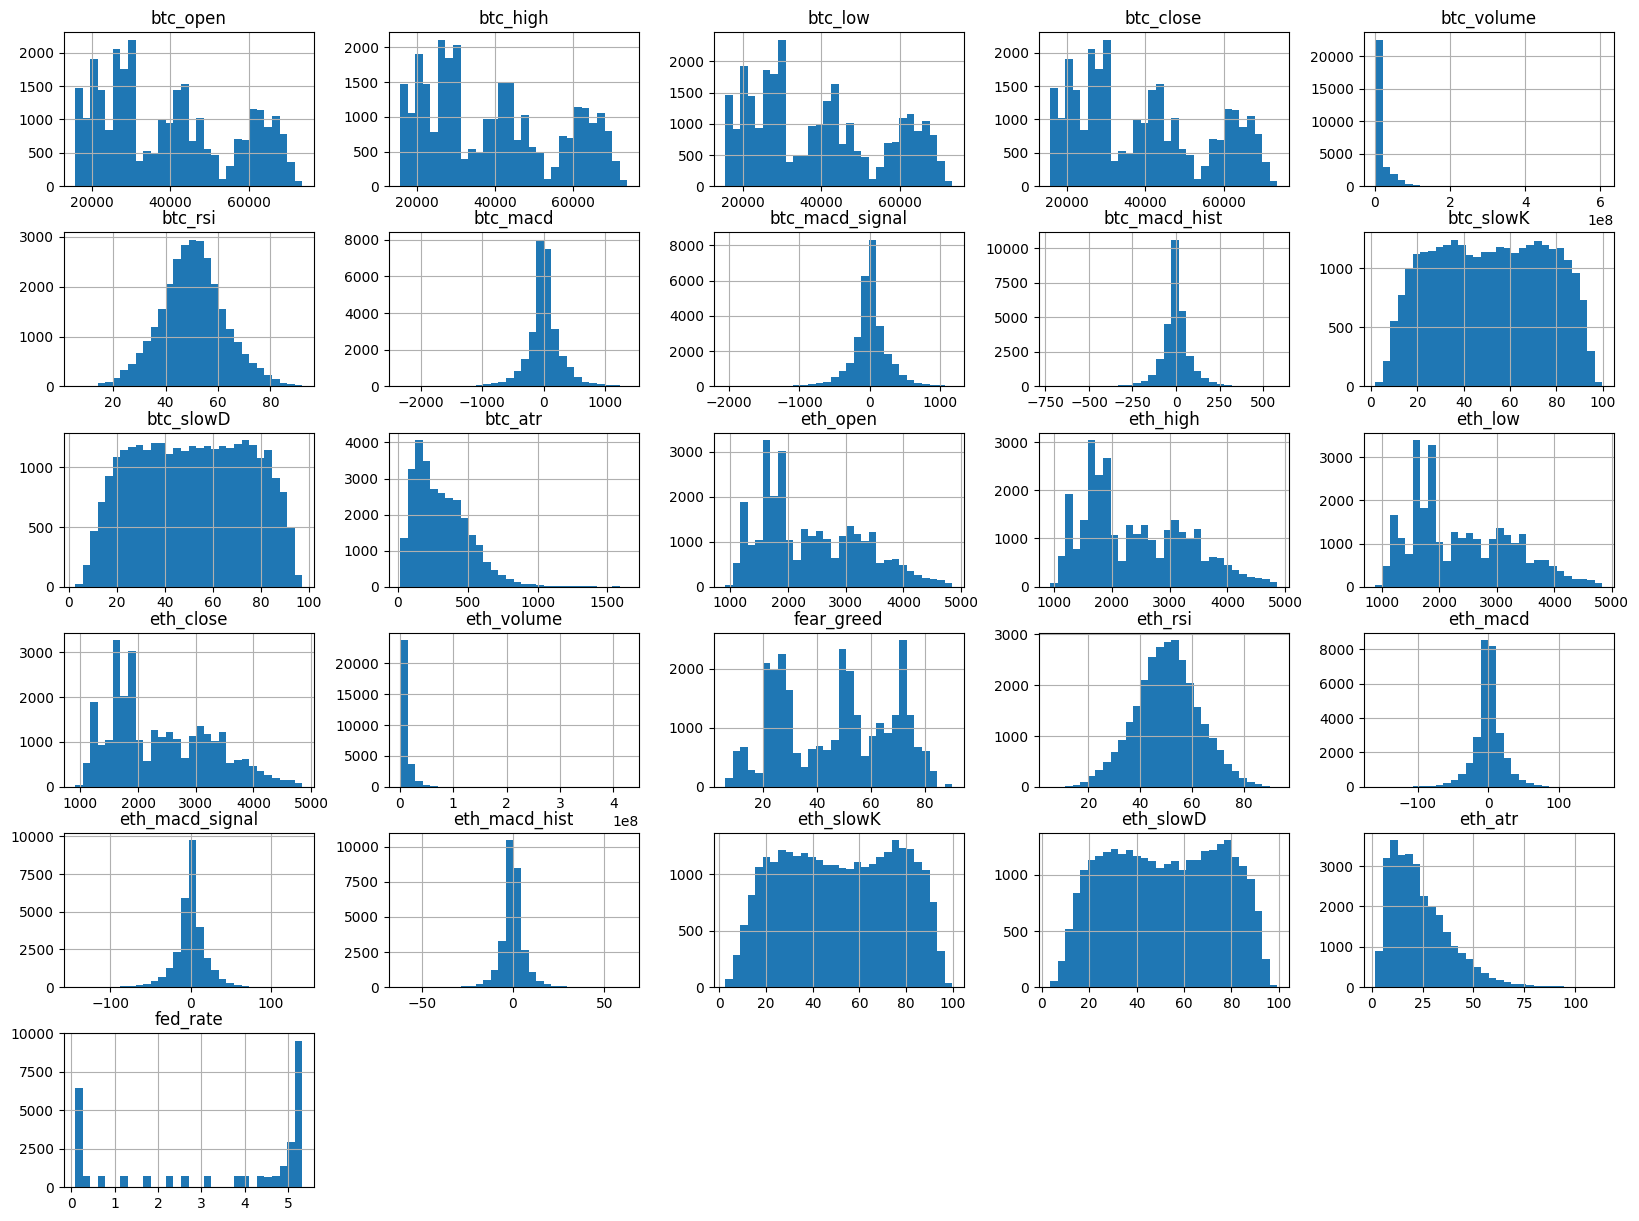 btc_open btc_high btc_low btc_close btc_volume
2000 1500 1000 500 0
20000 40000 60000
2000 1500 1000 500 0
20000 40000 60000
2000 1500 1000 500 0
20000 40000 60000
2000 1500 1000 500 0
20000 40000 60000
20000 15000 10000 5000 0
0 2 4 6
1e8
btc_rsi btc_macd btc_macd_signal btc_macd_hist btc_slowK
3000 2000 1000 0
20 40 60 80
8000 6000 4000 2000 0
−2000 −1000 0 1000
8000 6000 4000 2000 0
−2000 −1000 0 1000
10000 7500 5000 2500 0
−750 −500 −250 0 250 500
1000 500 0
0 20 40 60 80 100
btc_slowD btc_atr eth_open eth_high eth_low
1000 500 0
0 20 40 60 80 100
4000 3000 2000 1000 0
0 500 1000 1500
3000 2000 1000 0
1000 2000 3000 4000 5000
3000 2000 1000 0
1000 2000 3000 4000 5000
3000 2000 1000 0
1000 2000 3000 4000 5000
eth_close eth_volume fear_greed eth_rsi eth_macd
3000 2000 1000 0
1000 2000 3000 4000 5000
20000 15000 10000 5000 0
0 1 2 3 4
1e8
2000 1000 0
20 40 60 80
3000 2000 1000 0
20 40 60 80
8000 6000 4000 2000 0
−100 0 100
eth_macd_signal eth_macd_hist eth_slowK eth_slowD eth_atr
10000 7500 5000 2500 0
−100 0 100
10000 7500 5000 2500 0
−50 0 50
1000 500 0
0 20 40 60 80 100
1000 500 0
0 20 40 60 80 100
3000 2000 1000 0
0 25 50 75 100
fed_rate
10000 7500 5000 2500 0
0 1 2 3 4 5